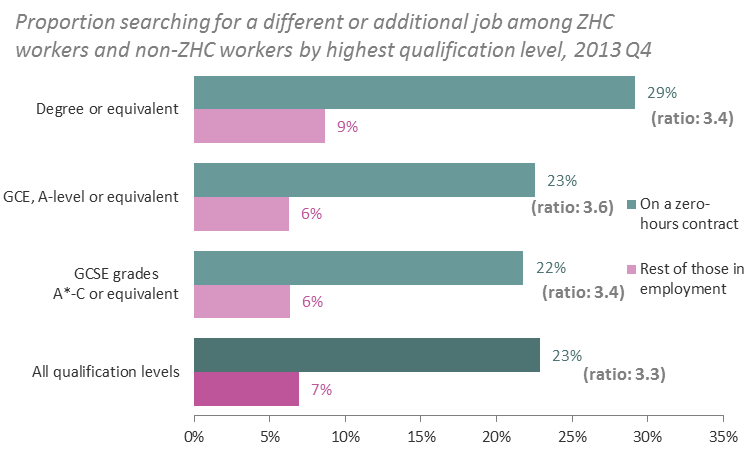 Proportion searching for a different or additional job among ZHC
workers and non-ZHC workers by highest qualification level, 2013 Q4
Degree or equivalent
29%
(ratio: 3.4)
9%
GCE, A-level or equivalent
23%
(ratio: 3.6)
6%
On a zero-
hours contract
Rest of those in
employment
GCSE grades
A*-C or equivalent
22%
(ratio: 3.4)
6%
All qualification levels
23%
(ratio: 3.3)
7%
0%
5%
10%
15%
20%
25%
30%
35%